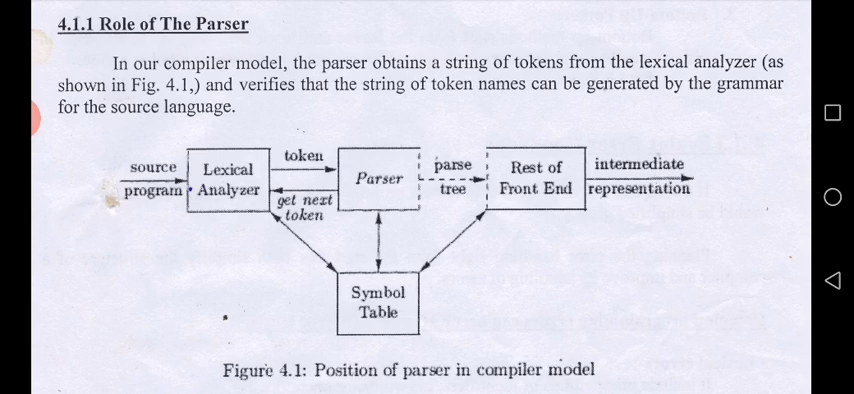 4.1.1 Role of The Parser
In our compiler model, the parser obtains a string of tokens from the lexical analyzer (as
shown in Fig. 4.1,) and verifies that the string of token names can be generated by the grammar
for the source language.
source
program
Lexical
Analyzer
token
get next
token
Parser
parse
tree
Rest of
Front End
intermediate
representation
Symbol
Table
Figure 4.1: Position of parser in compiler model